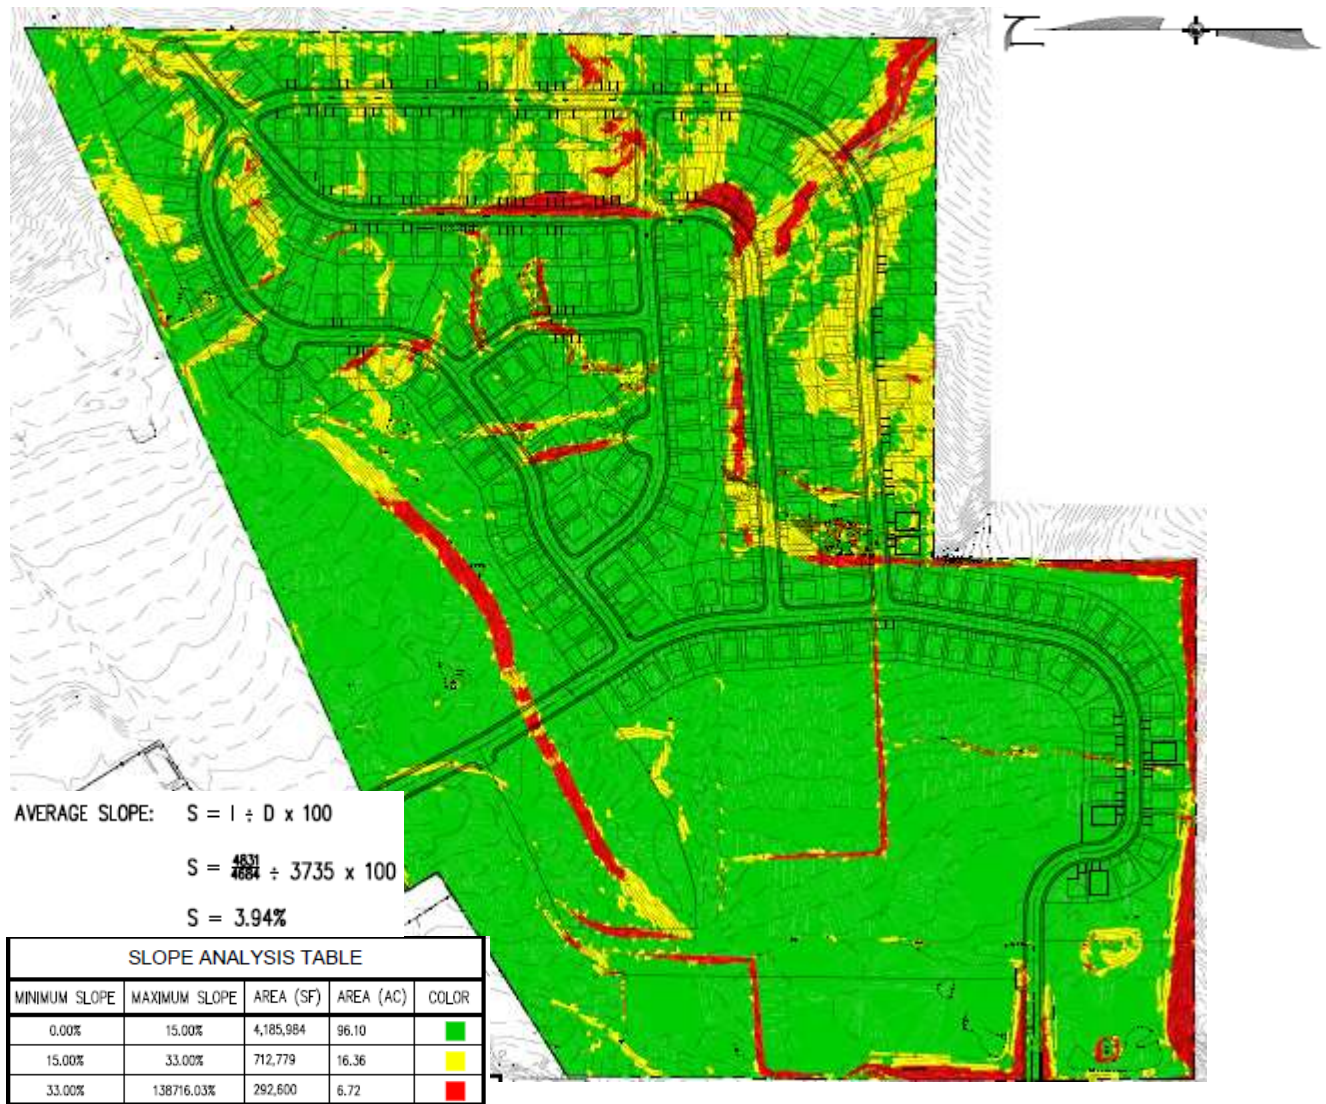 AVERAGE SLOPE: S = I ÷ D x 100
S = 4831/4684 ÷ 3735 x 100
S = 3.94%
SLOPE ANALYSIS TABLE
MINIMUM SLOPE MAXIMUM SLOPE AREA (SF) AREA (AC) COLOR
0.00% 15.00% 4,185,984 96.10
15.00% 33.00% 712,779 16.36
33.00% 138716.03% 292,600 6.72